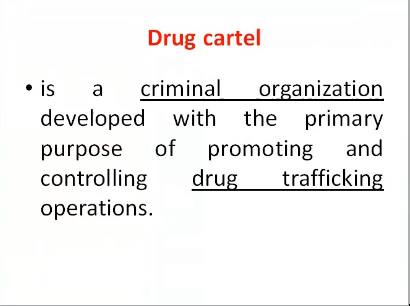 Drug cartel
• is a criminal organization
developed with the primary
purpose of promoting and
controlling drug trafficking
operations.